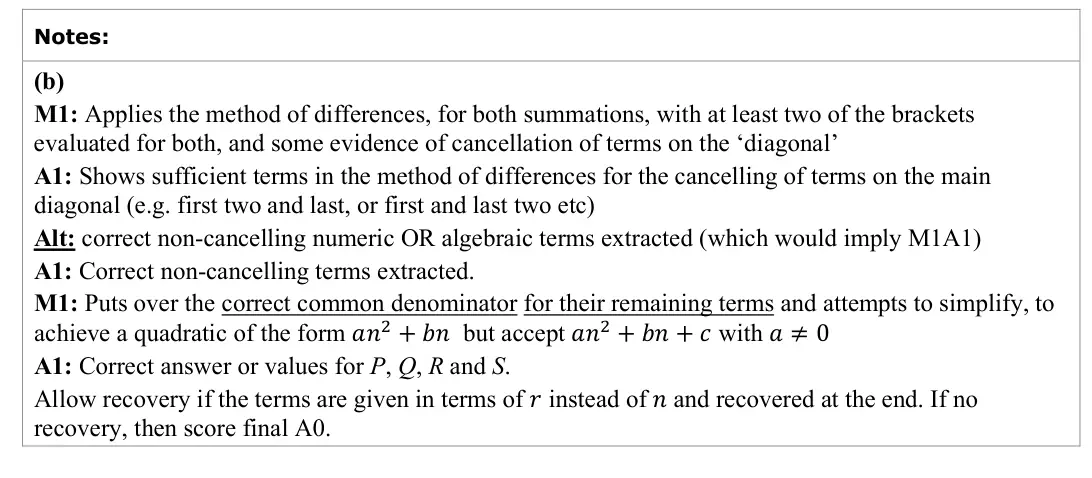 Notes:
(b)
M1: Applies the method of differences, for both summations, with at least two of the brackets
evaluated for both, and some evidence of cancellation of terms on the ‘diagonal’
A1: Shows sufficient terms in the method of differences for the cancelling of terms on the main
diagonal (e.g. first two and last, or first and last two etc)
Alt: correct non-cancelling numeric OR algebraic terms extracted (which would imply M1A1)
A1: Correct non-cancelling terms extracted.
M1: Puts over the correct common denominator for their remaining terms and attempts to simplify, to
achieve a quadratic of the form 𝑎𝑛² + 𝑏𝑛 but accept 𝑎𝑛² + 𝑏𝑛 + 𝑐 with 𝑎 ≠ 0
A1: Correct answer or values for P, Q, R and S.
Allow recovery if the terms are given in terms of 𝑟 instead of 𝑛 and recovered at the end. If no
recovery, then score final A0.